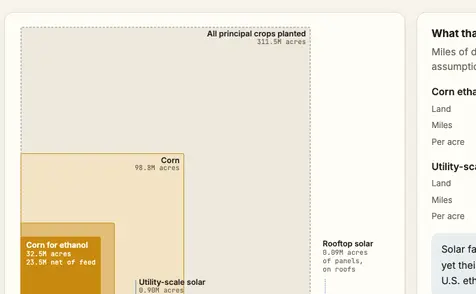 All principal crops planted
311.5M acres
Corn
98.8M acres
Corn for ethanol
32.5M acres
23.5M net of feed
Utility-scale solar
0.90M acres
Rooftop solar
0.09M acres
of panels,
on roofs
What tha
Miles of d
assumptio
Corn etha
Land
Miles
Per acre
Utility-sca
Land
Miles
Per acre
Solar fa
yet thei
U.S. eth